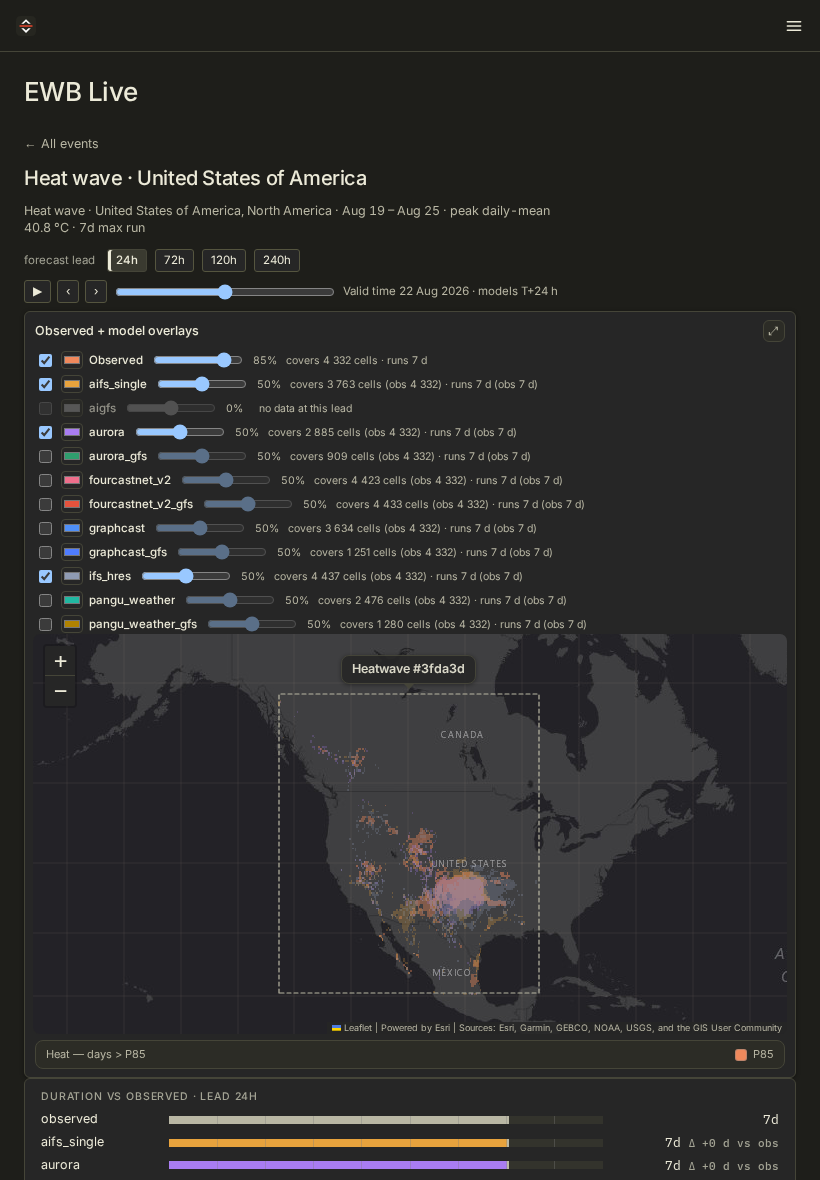 EWB Live
← All events
Heat wave · United States of America
Heat wave · United States of America, North America · Aug 19 – Aug 25 · peak daily-mean
40.8 °C · 7d max run
forecast lead 24h 72h 120h 240h
Valid time 22 Aug 2026 · models T+24 h
Observed + model overlays
Observed 85% covers 4 332 cells · runs 7 d
aifs_single 50% covers 3 763 cells (obs 4 332) · runs 7 d (obs 7 d)
aigfs 0% no data at this lead
aurora 50% covers 2 885 cells (obs 4 332) · runs 7 d (obs 7 d)
aurora_gfs 50% covers 909 cells (obs 4 332) · runs 7 d (obs 7 d)
fourcastnet_v2 50% covers 4 423 cells (obs 4 332) · runs 7 d (obs 7 d)
fourcastnet_v2_gfs 50% covers 4 433 cells (obs 4 332) · runs 7 d (obs 7 d)
graphcast 50% covers 3 634 cells (obs 4 332) · runs 7 d (obs 7 d)
graphcast_gfs 50% covers 1 251 cells (obs 4 332) · runs 7 d (obs 7 d)
ifs_hres 50% covers 4 437 cells (obs 4 332) · runs 7 d (obs 7 d)
pangu_weather 50% covers 2 476 cells (obs 4 332) · runs 7 d (obs 7 d)
pangu_weather_gfs 50% covers 1 280 cells (obs 4 332) · runs 7 d (obs 7 d)
+
−
Heatwave #3fda3d
CANADA
UNITED STATES
MÉXICO
A
Leaflet | Powered by Esri | Sources: Esri, Garmin, GEBCO, NOAA, USGS, and the GIS User Community
Heat — days > P85 P85
DURATION VS OBSERVED · LEAD 24H
observed 7d
aifs_single 7d Δ +0 d vs obs
aurora 7d Δ +0 d vs obs